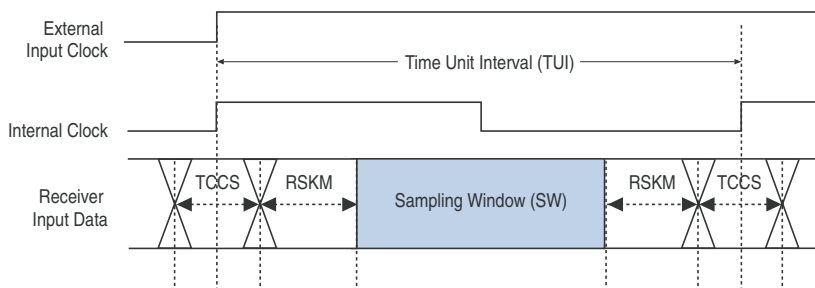 External
Input Clock
Time Unit Interval (TUI)
Internal Clock
Receiver
Input Data
TCCS
RSKM
Sampling Window (SW)
RSKM
TCCS